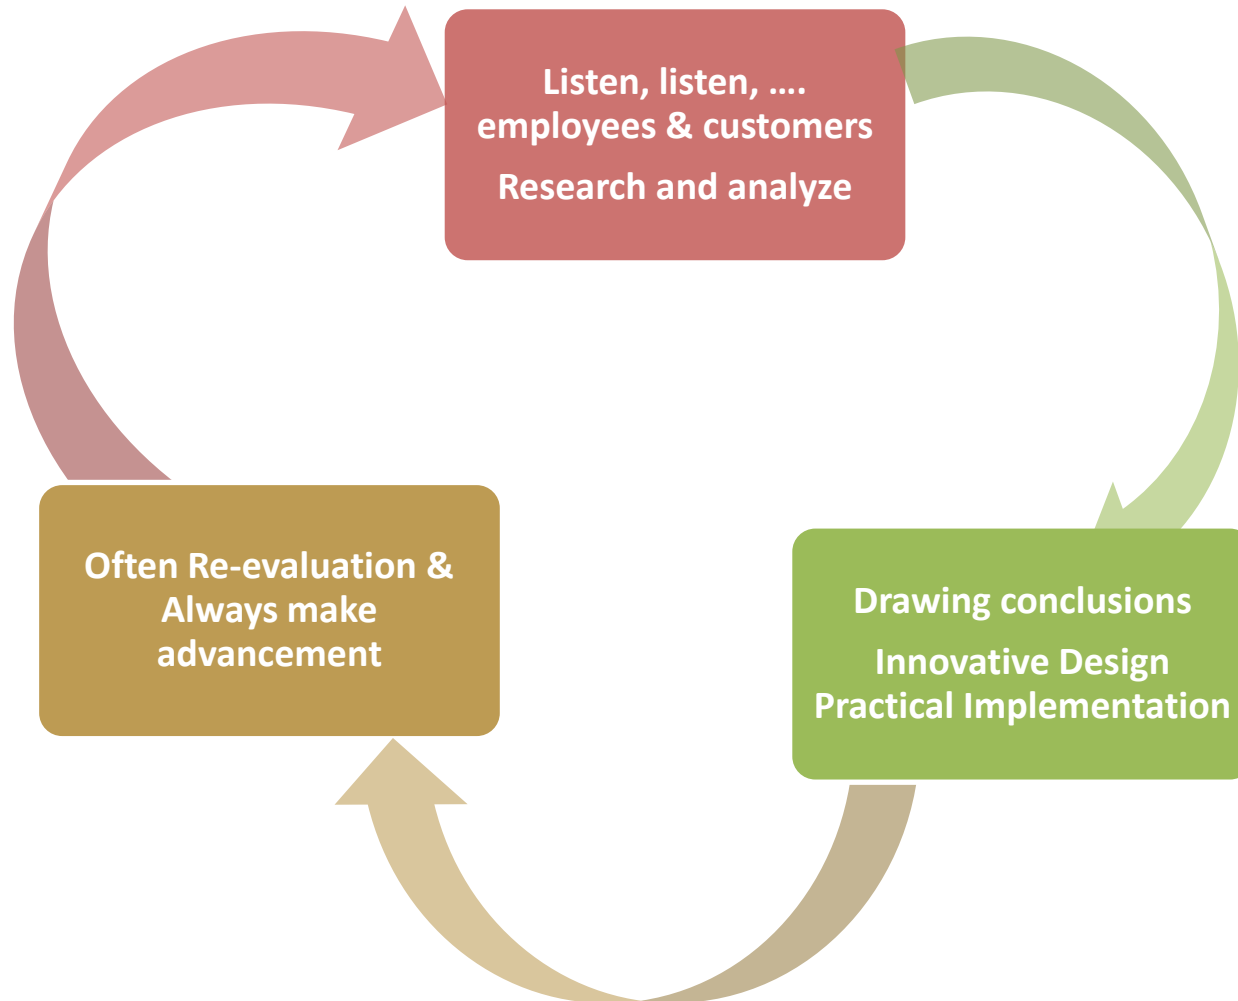 Listen, listen, ....
employees & customers
Research and analyze
Drawing conclusions
Innovative Design
Practical Implementation
Often Re-evaluation &
Always make
advancement